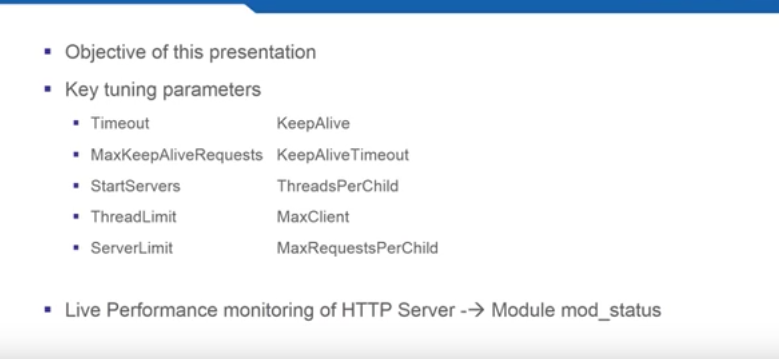 Objective of this presentation
Key tuning parameters
Timeout KeepAlive
MaxKeepAliveRequests KeepAliveTimeout
StartServers ThreadsPerChild
ThreadLimit MaxClient
ServerLimit MaxRequestsPerChild
Live Performance monitoring of HTTP Server -→ Module mod_status